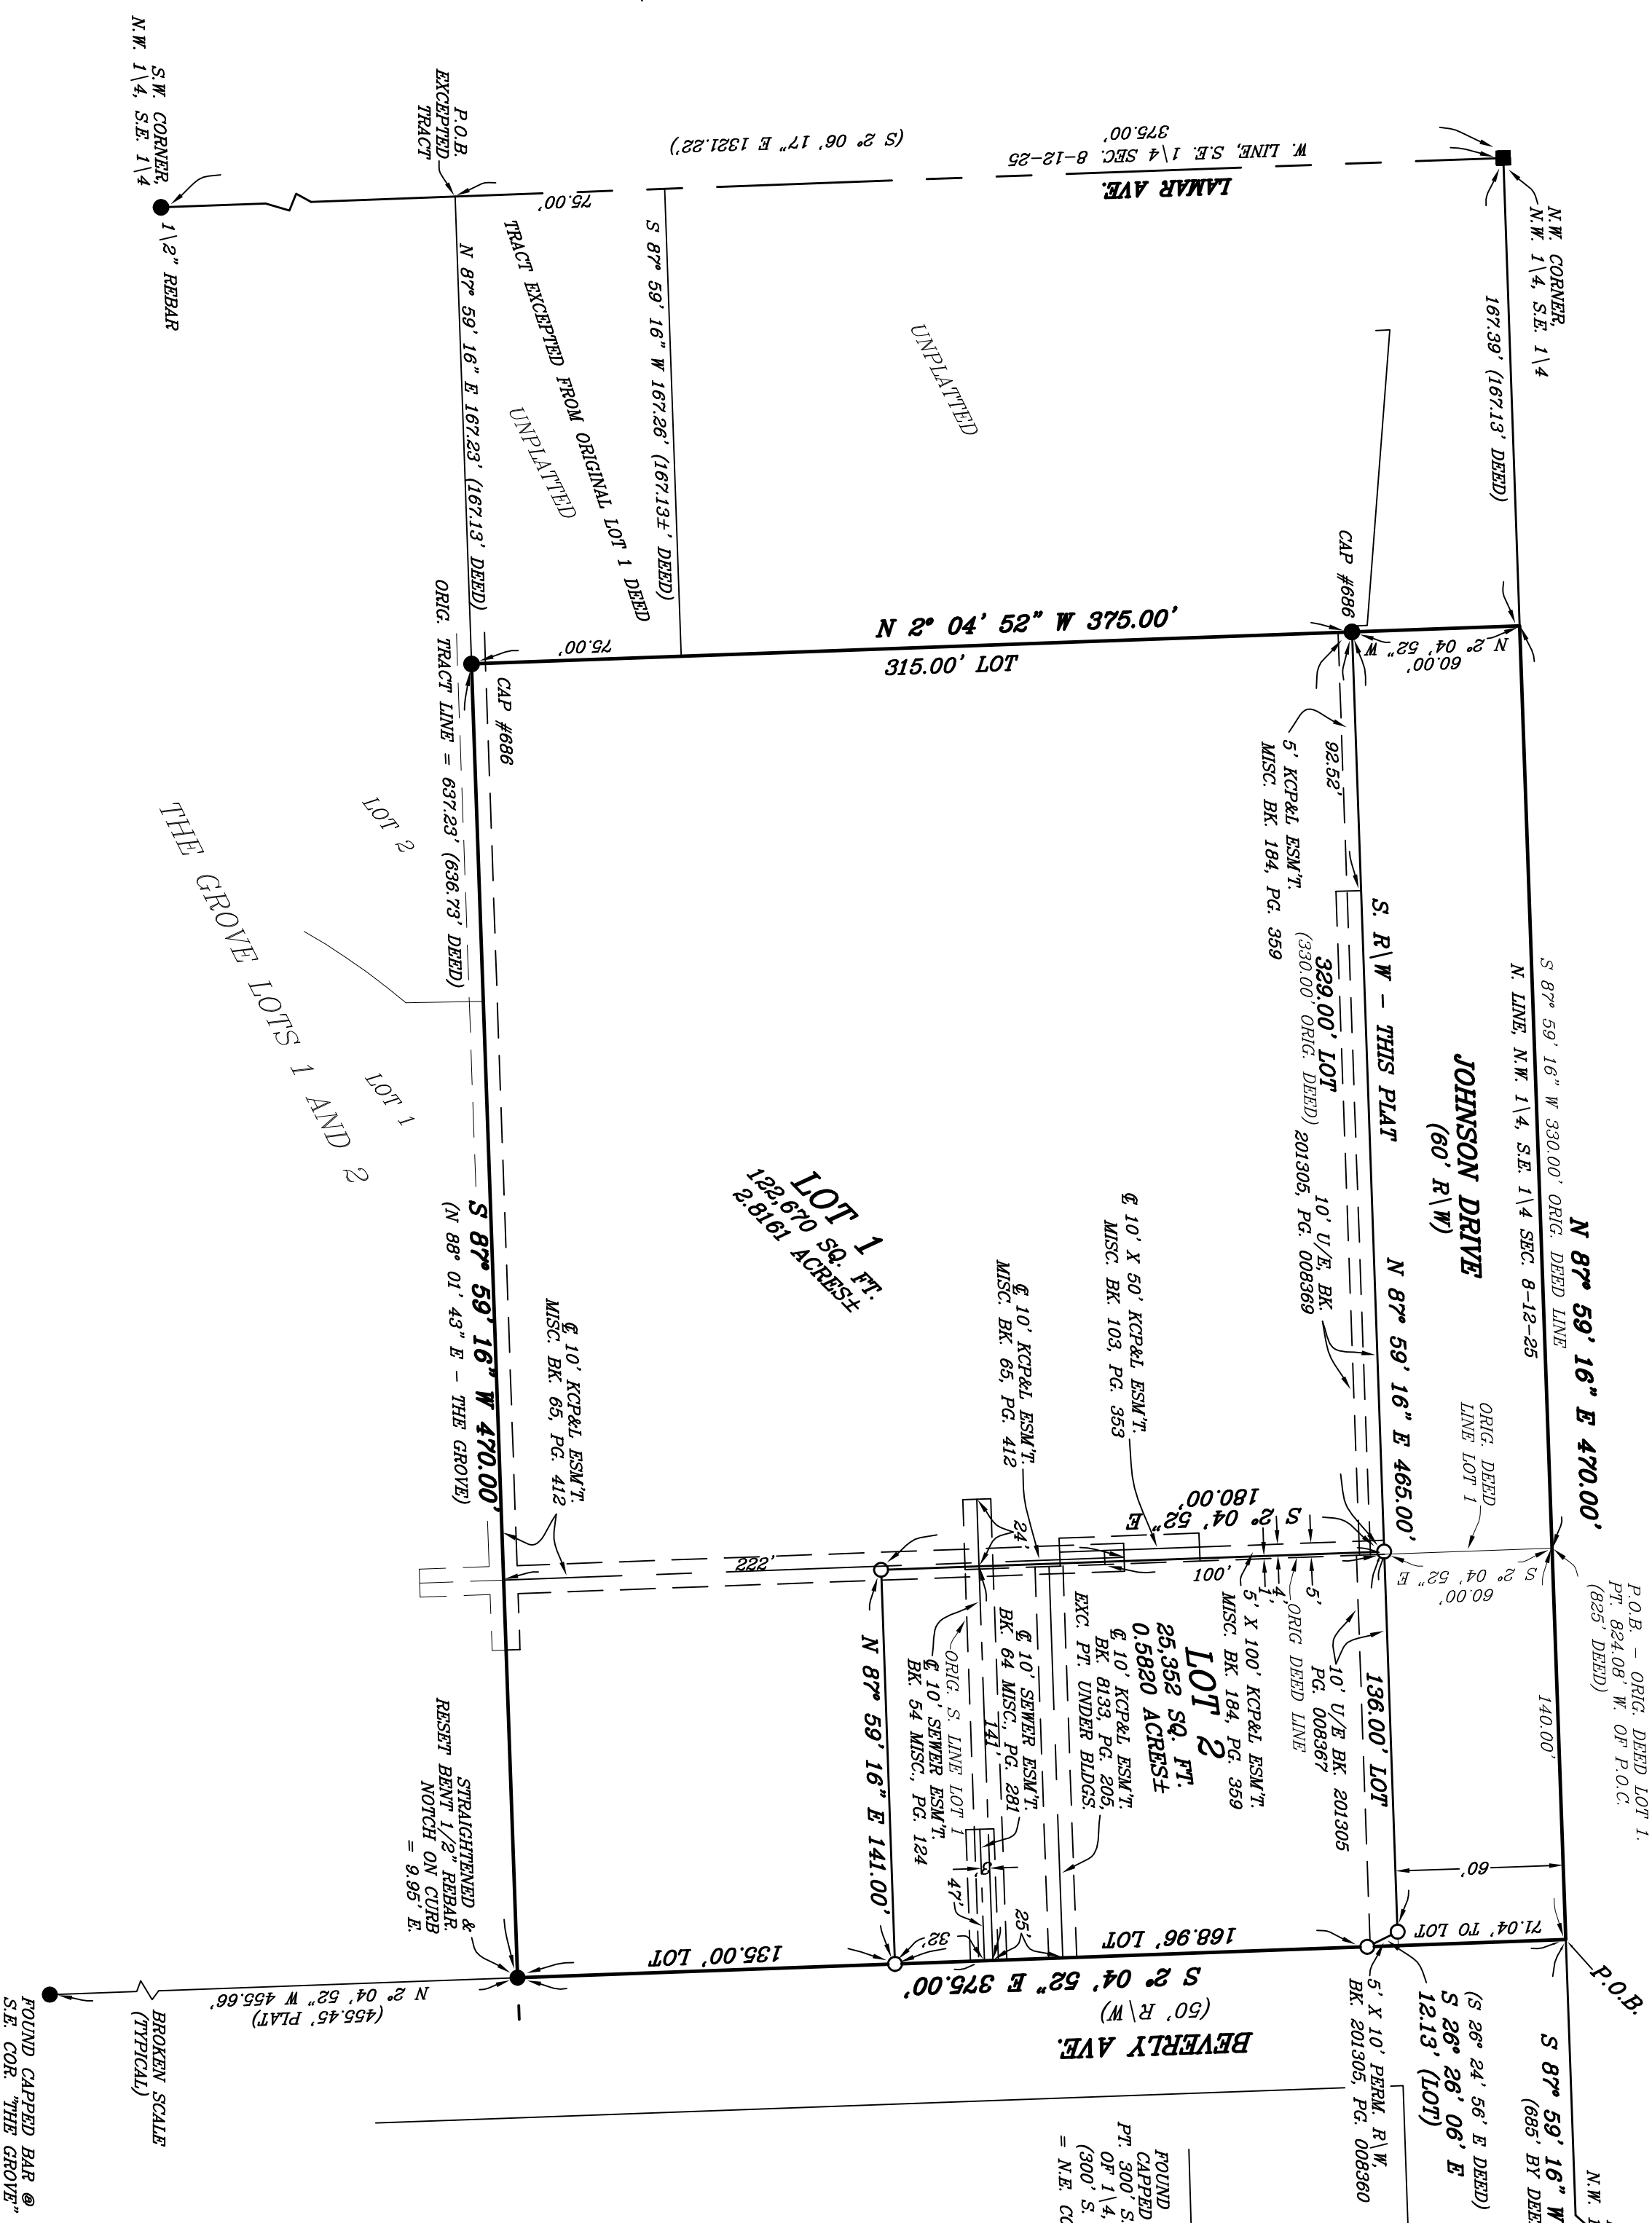 S.W. CORNER,
N.W. 1\4, S.E. 1\4
1\2" REBAR
P.O.B.
EXCEPTED
TRACT
(S 2° 06' 17" E 1321.22')
375.00'
W. LINE, S.E. 1\4 SEC. 8-12-25
LAMAR AVE.
75.00'
N.W. CORNER,
N.W. 1\4, S.E. 1\4
167.39' (167.13' DEED)
N 87° 59' 16" E 167.23' (167.13' DEED)
TRACT EXCEPTED FROM ORIGINAL LOT 1 DEED
UNPLATTED
S 87° 59' 16" W 167.26' (167.13±' DEED)
UNPLATTED
CAP #686
N 2° 04' 52" W 375.00'
315.00' LOT
75.00'
N 2° 04' 52" W
60.00'
CAP #686
ORIG. TRACT LINE = 637.23' (636.73' DEED)
LOT 2
THE GROVE LOTS 1 AND 2
LOT 1
92.52'
5' KCP&L ESM'T.
MISC. BK. 184, PG. 359
S. R\W - THIS PLAT
329.00' LOT
(330.00' ORIG. DEED)
10' U/E, BK
201305, PG. 008369
JOHNSON DRIVE
(60' R\W)
N 87° 59' 16" E 465.00'
S 87° 59' 16" W 330.00' ORIG. DEED LINE
N. LINE, N.W. 1\4, S.E. 1\4 SEC. 8-12-25
N 87° 59' 16" E 470.00'
ORIG. DEED
LINE LOT 1
LOT 1
122,670 SQ. FT.
2.8161 ACRES±
℄ 10' X 50' KCP&L ESM'T.
MISC. BK. 103, PG. 353
℄ 10' KCP&L ESM'T.
MISC. BK. 65, PG. 412
℄ 10' KCP&L ESM'T.
MISC. BK. 65, PG. 412
S 87° 59' 16" W 470.00'
(N 88° 01' 43" E - THE GROVE)
S 2° 04' 52" E
180.00'
24'
222'
100'
1'
4'
5'
S 2° 04' 52" E
60.00'
P.O.B. - ORIG. DEED LOT 1.
PT. 824.08' W. OF P.O.C.
(825' DEED)
140.00'
136.00' LOT
10' U/E BK. 201305
PG. 008367
ORIG DEED LINE
5' X 100' KCP&L ESM'T.
MISC. BK. 184, PG. 359
LOT 2
25,352 SQ. FT.
0.5820 ACRES±
℄ 10' KCP&L ESM'T.
BK. 8133, PG. 205,
EXC. PT. UNDER BLDGS.
℄ 10' SEWER ESM'T.
BK. 64 MISC., PG. 281
141'
ORIG. S. LINE LOT 1
℄ 10' SEWER ESM'T.
BK. 54 MISC., PG. 124
N 87° 59' 16" E 141.00'
3'
47'
25'
32'
60'
71.04' TO LOT
168.96' LOT
135.00' LOT
S 2° 04' 52" E 375.00'
(50' R\W)
BEVERLY AVE.
STRAIGHTENED &
RESET BENT 1/2" REBAR.
NOTCH ON CURB
= 9.95' E.
N 2° 04' 52" W 455.66'
(455.45' PLAT)
BROKEN SCALE
(TYPICAL)
FOUND CAPPED BAR @
S.E. COR. "THE GROVE"
P.O.B.
5' X 10' PERM. R\W,
BK. 201305, PG. 008360
(S 26° 24' 56' E DEED)
S 26° 26' 06' E
12.13' (LOT)
S 87° 59' 16" W
(685' BY DEE
N.W. 1
FOUND
CAPPED
PT. 300' S.
OF 1\4,
(300' S.
= N.E. CO